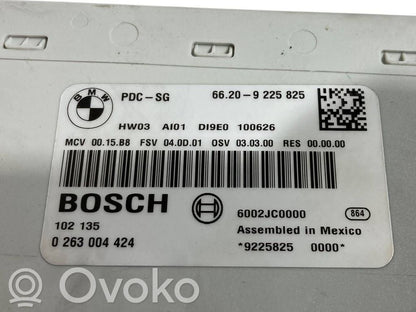 BMW
PDC-SG 66.20-9 225 825
HW03 AI01 DI9E0 100626
MCV 00.15.B8 FSV 04.0D.01 OSV 03.03.00 RES 00.00.00
BOSCH
6002JC0000 864
102 135
Assembled in Mexico
0 263 004 424
*9225825 0000*
Ovoko